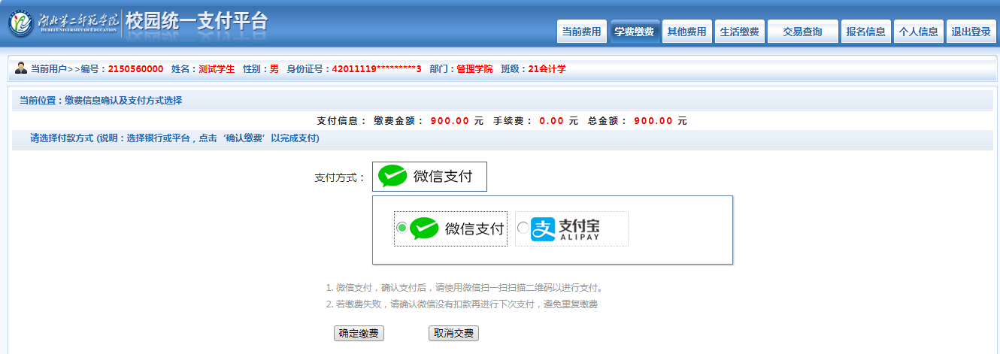 湖北第二师范学院 校园统一支付平台
HUBEI UNIVERSITY OF EDUCATION
当前费用 学费缴费 其他费用 生活缴费 交易查询 报名信息 个人信息 退出登录
当前用户>>编号：2150560000 姓名：测试学生 性别：男 身份证号：42011119*********3 部门：管理学院 班级：21会计学
当前位置：缴费信息确认及支付方式选择
支付信息： 缴费金额： 900.00 元 手续费： 0.00 元 总金额： 900.00 元
请选择付款方式 (说明：选择银行或平台，点击‘确认缴费’以完成支付)
支付方式： 微信支付
微信支付 支付宝
ALIPAY
1. 微信支付，确认支付后，请使用微信扫一扫扫描二维码以进行支付。
2. 若缴费失败，请确认微信没有扣款再进行下次支付，避免重复缴费
确定缴费 取消交费